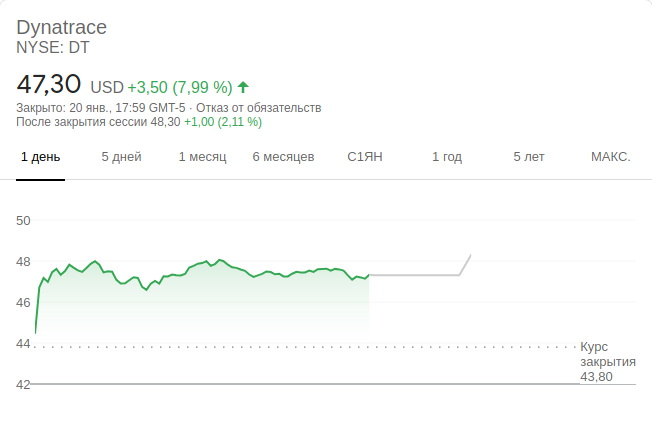 Dynatrace
NYSE: DT
47,30 USD +3,50 (7,99 %)
Закрыто: 20 янв., 17:59 GMT-5 · Отказ от обязательств
После закрытия сессии 48,30 +1,00 (2,11 %)
1 день 5 дней 1 месяц 6 месяцев С1ЯН 1 год 5 лет МАКС.
50
48
46
44
42
Курс
закрытия
43,80